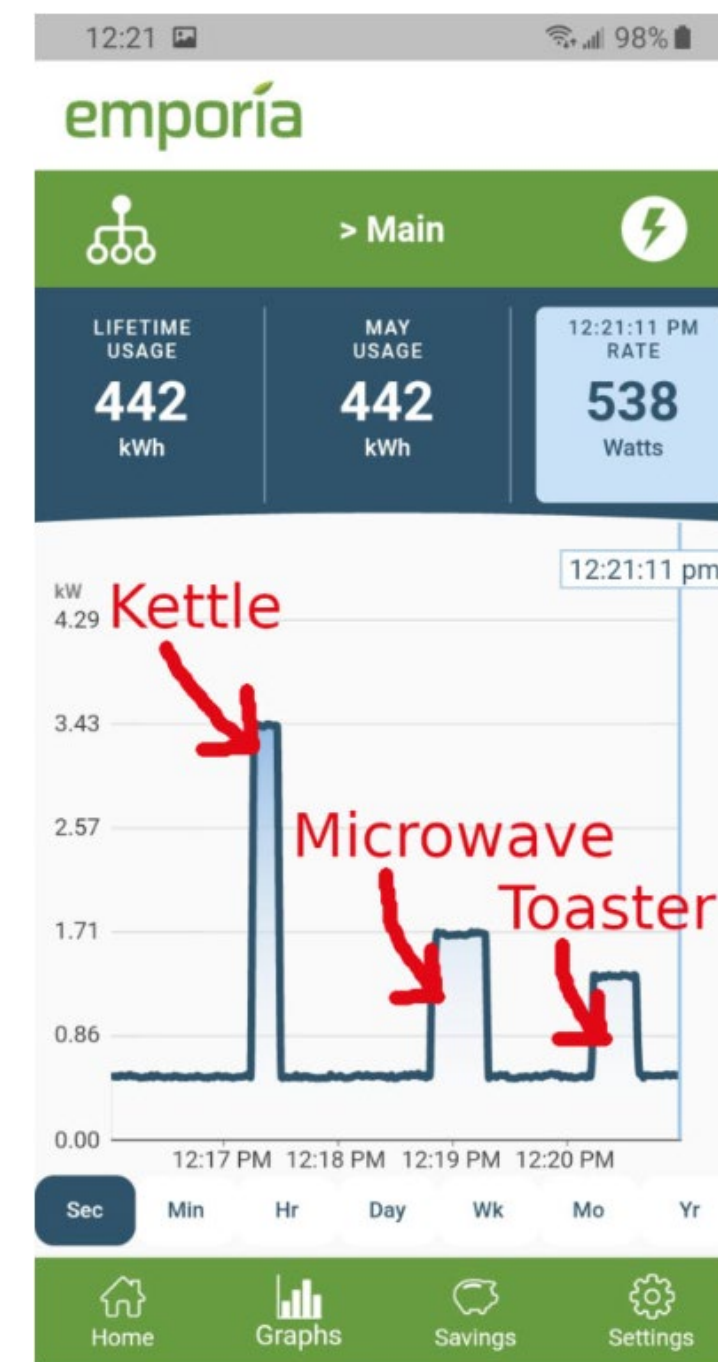 12:21 98%
emporia
> Main
LIFETIME USAGE
442
kWh
MAY USAGE
442
kWh
12:21:11 PM RATE
538
Watts
12:21:11 pm
kW
4.29 Kettle
3.43
2.57
Microwave
Toaster
1.71
0.86
0.00
12:17 PM 12:18 PM 12:19 PM 12:20 PM
Sec Min Hr Day Wk Mo Yr
Home Graphs Savings Settings